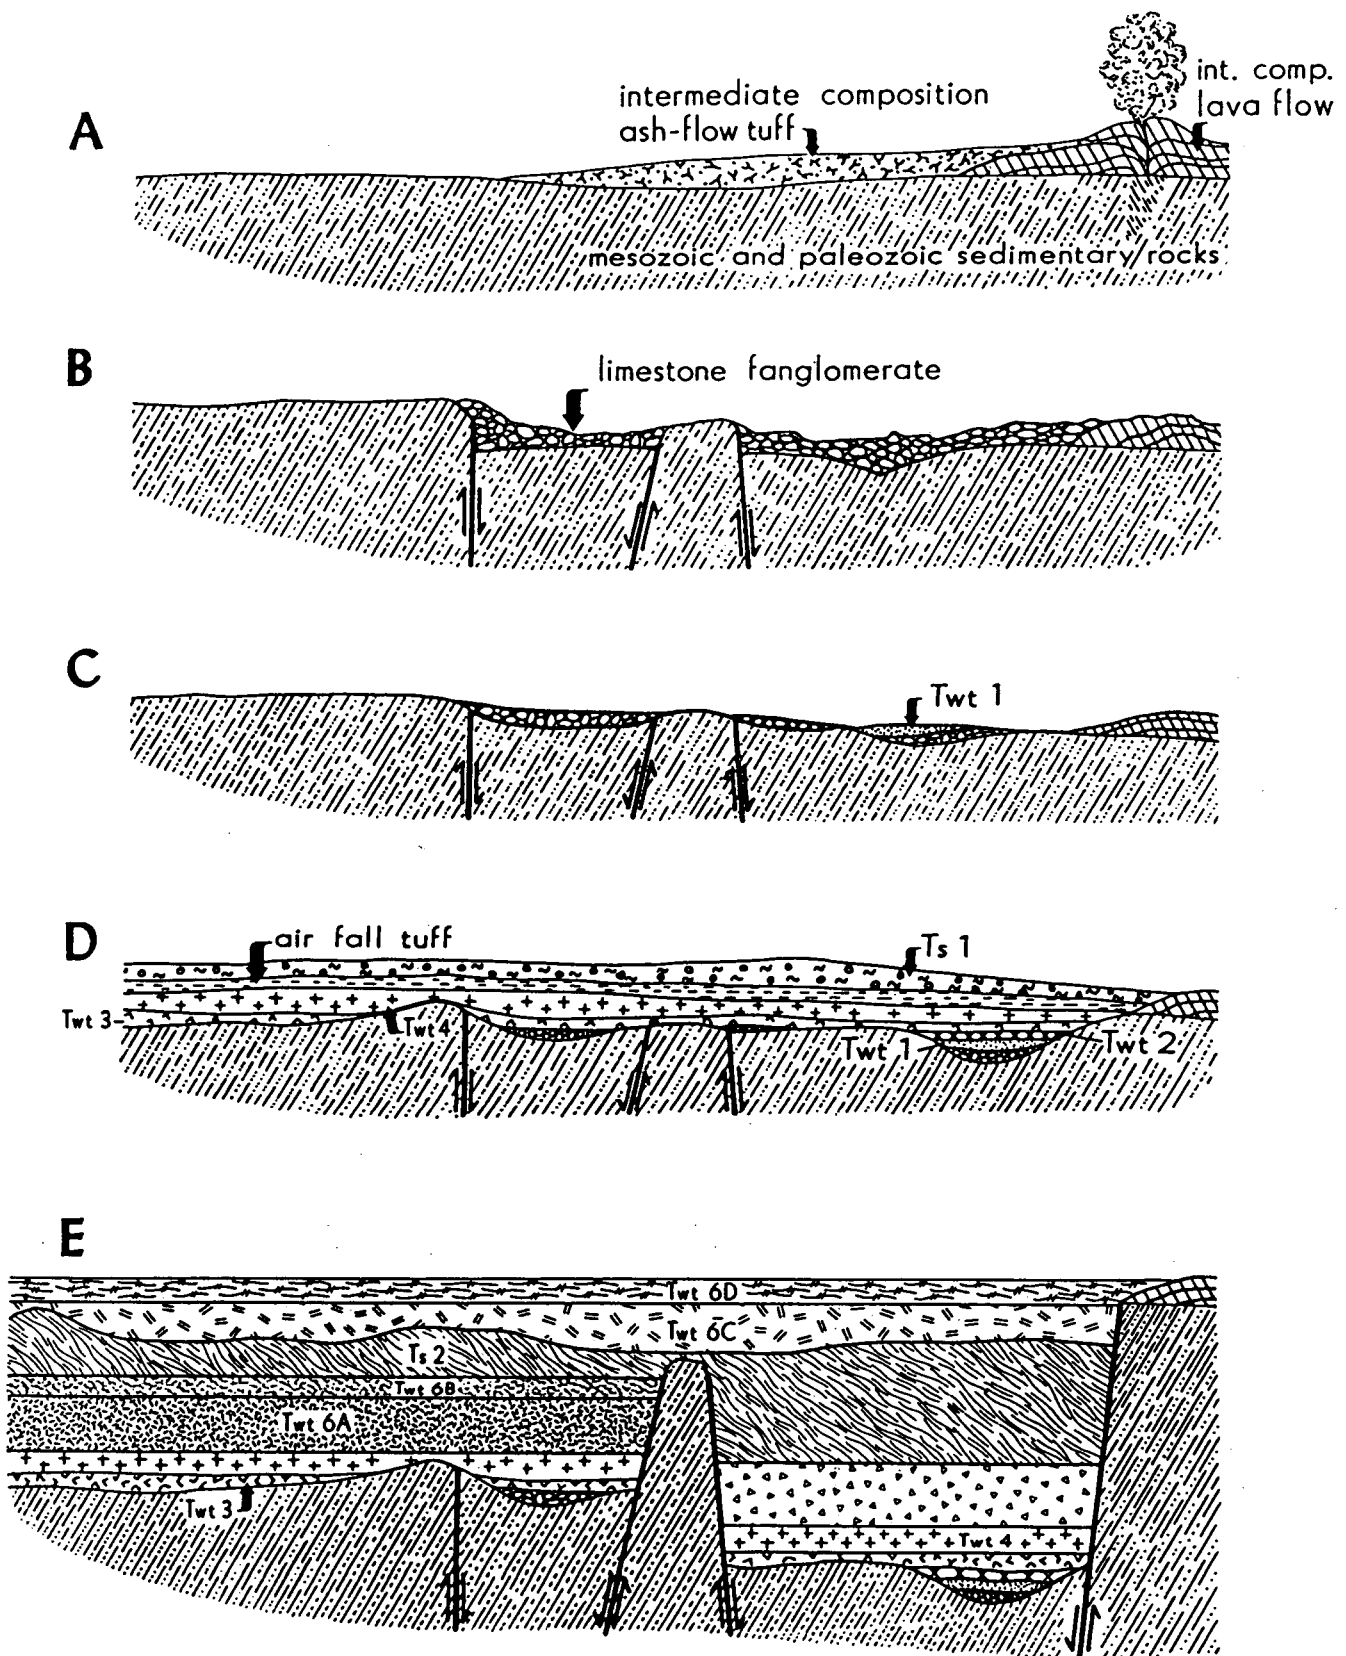 A
intermediate composition
ash-flow tuff
int. comp.
lava flow
mesozoic and paleozoic sedimentary rocks
B
limestone fanglomerate
C
Twt 1
D
air fall tuff
Ts 1
Twt 3
Twt 4
Twt 1
Twt 2
E
Twt 6D
Twt 6C
Ts 2
Twt 6B
Twt 6A
Twt 3
Twt 4